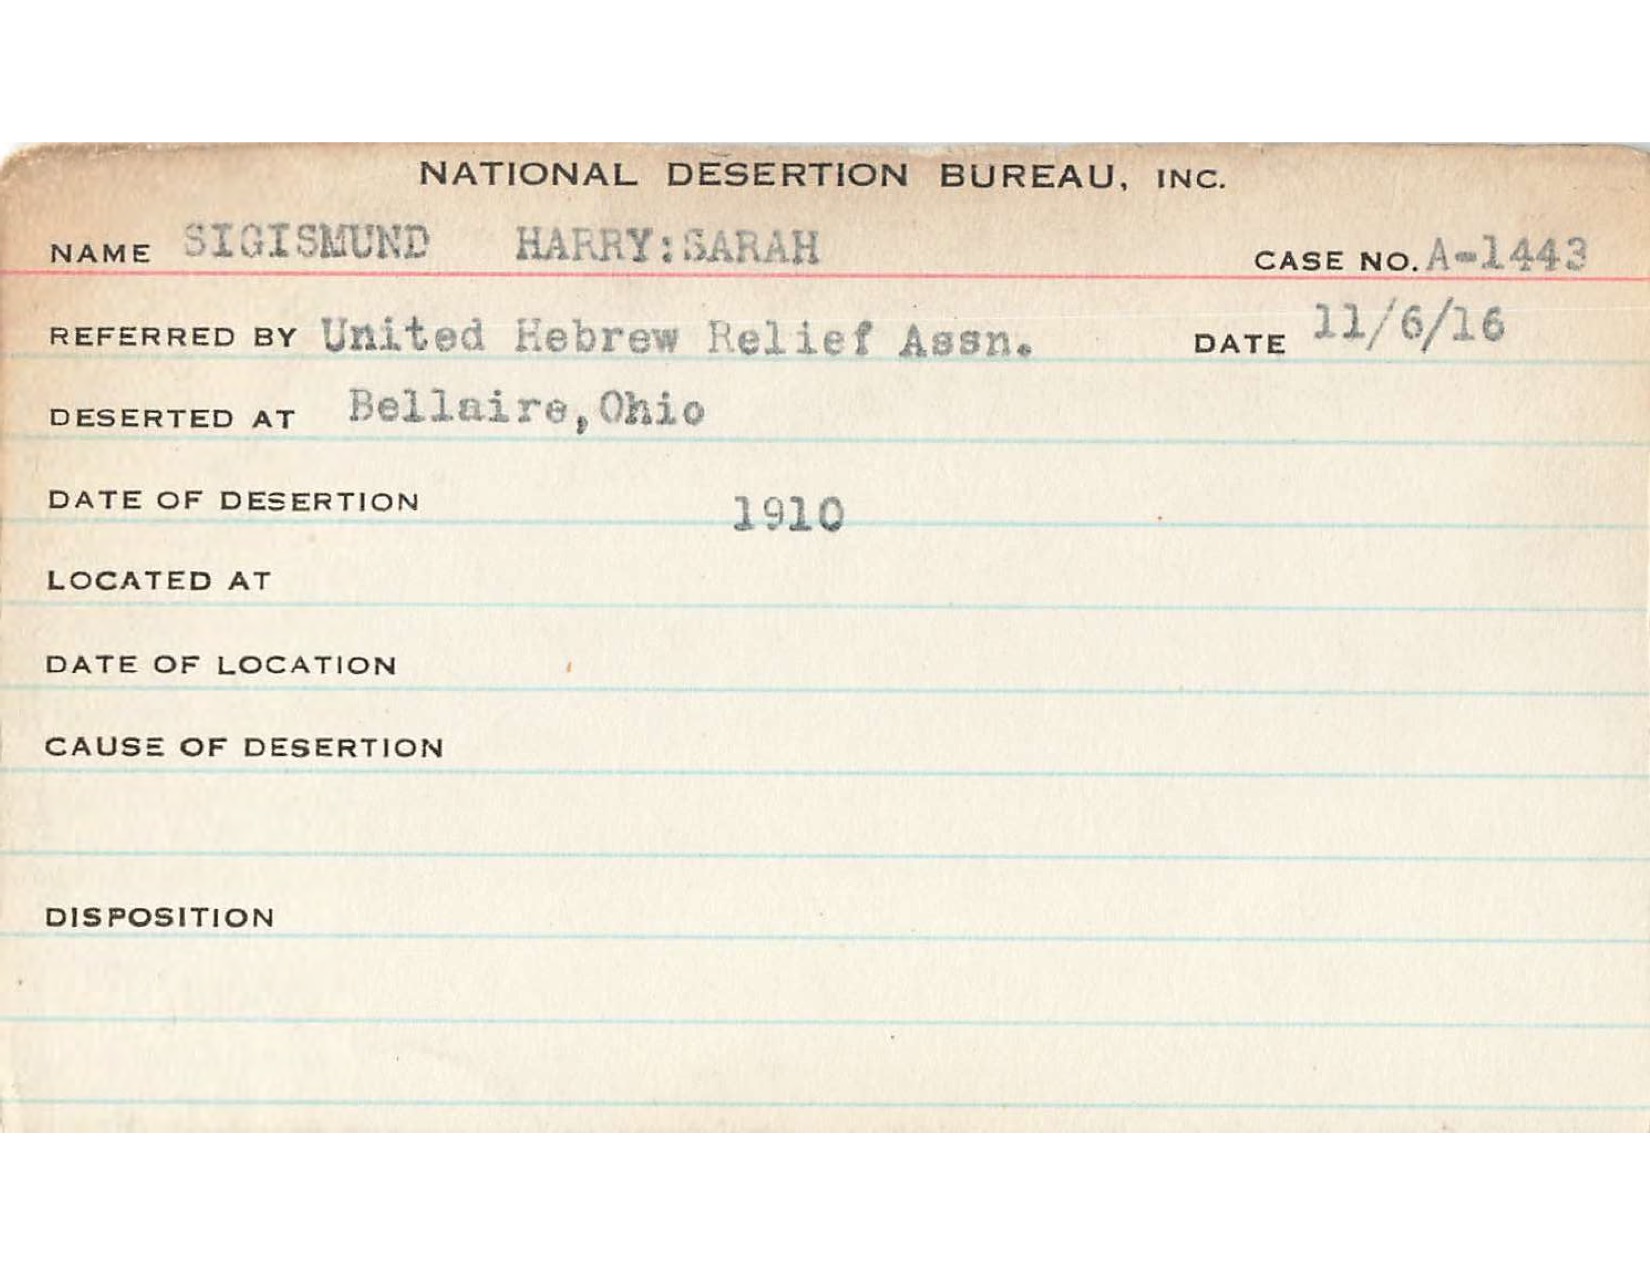 NATIONAL DESERTION BUREAU, INC.
NAME SIGISMUND HARRY:SARAH CASE NO. A-1443
REFERRED BY United Hebrew Relief Assn. DATE 11/6/16
DESERTED AT Bellaire,Ohio
DATE OF DESERTION 1910
LOCATED AT
DATE OF LOCATION
CAUSE OF DESERTION
DISPOSITION